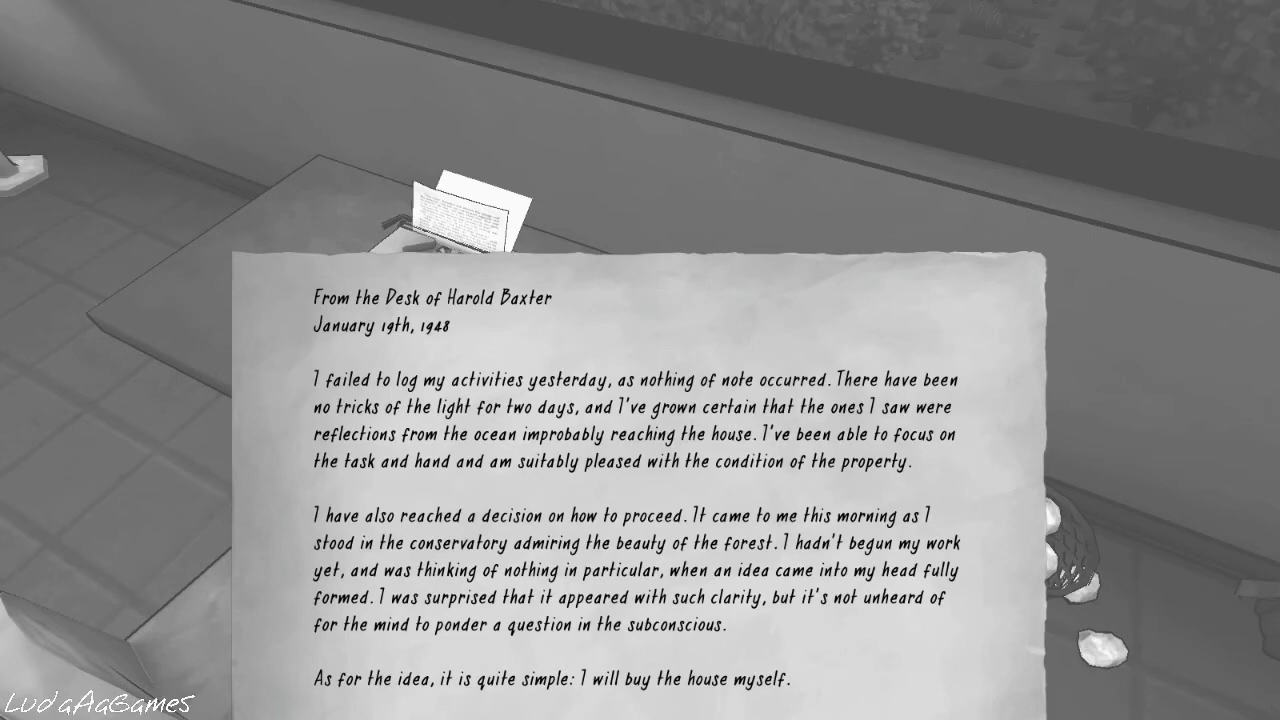 From the Desk of Harold Baxter
January 19th, 1948
I failed to log my activities yesterday, as nothing of note occurred. There have been
no tricks of the light for two days, and I've grown certain that the ones I saw were
reflections from the ocean improbably reaching the house. I've been able to focus on
the task and hand and am suitably pleased with the condition of the property.
I have also reached a decision on how to proceed. It came to me this morning as I
stood in the conservatory admiring the beauty of the forest. I hadn't begun my work
yet, and was thinking of nothing in particular, when an idea came into my head fully
formed. I was surprised that it appeared with such clarity, but it's not unheard of
for the mind to ponder a question in the subconscious.
As for the idea, it is quite simple: I will buy the house myself.
LudaAaGames